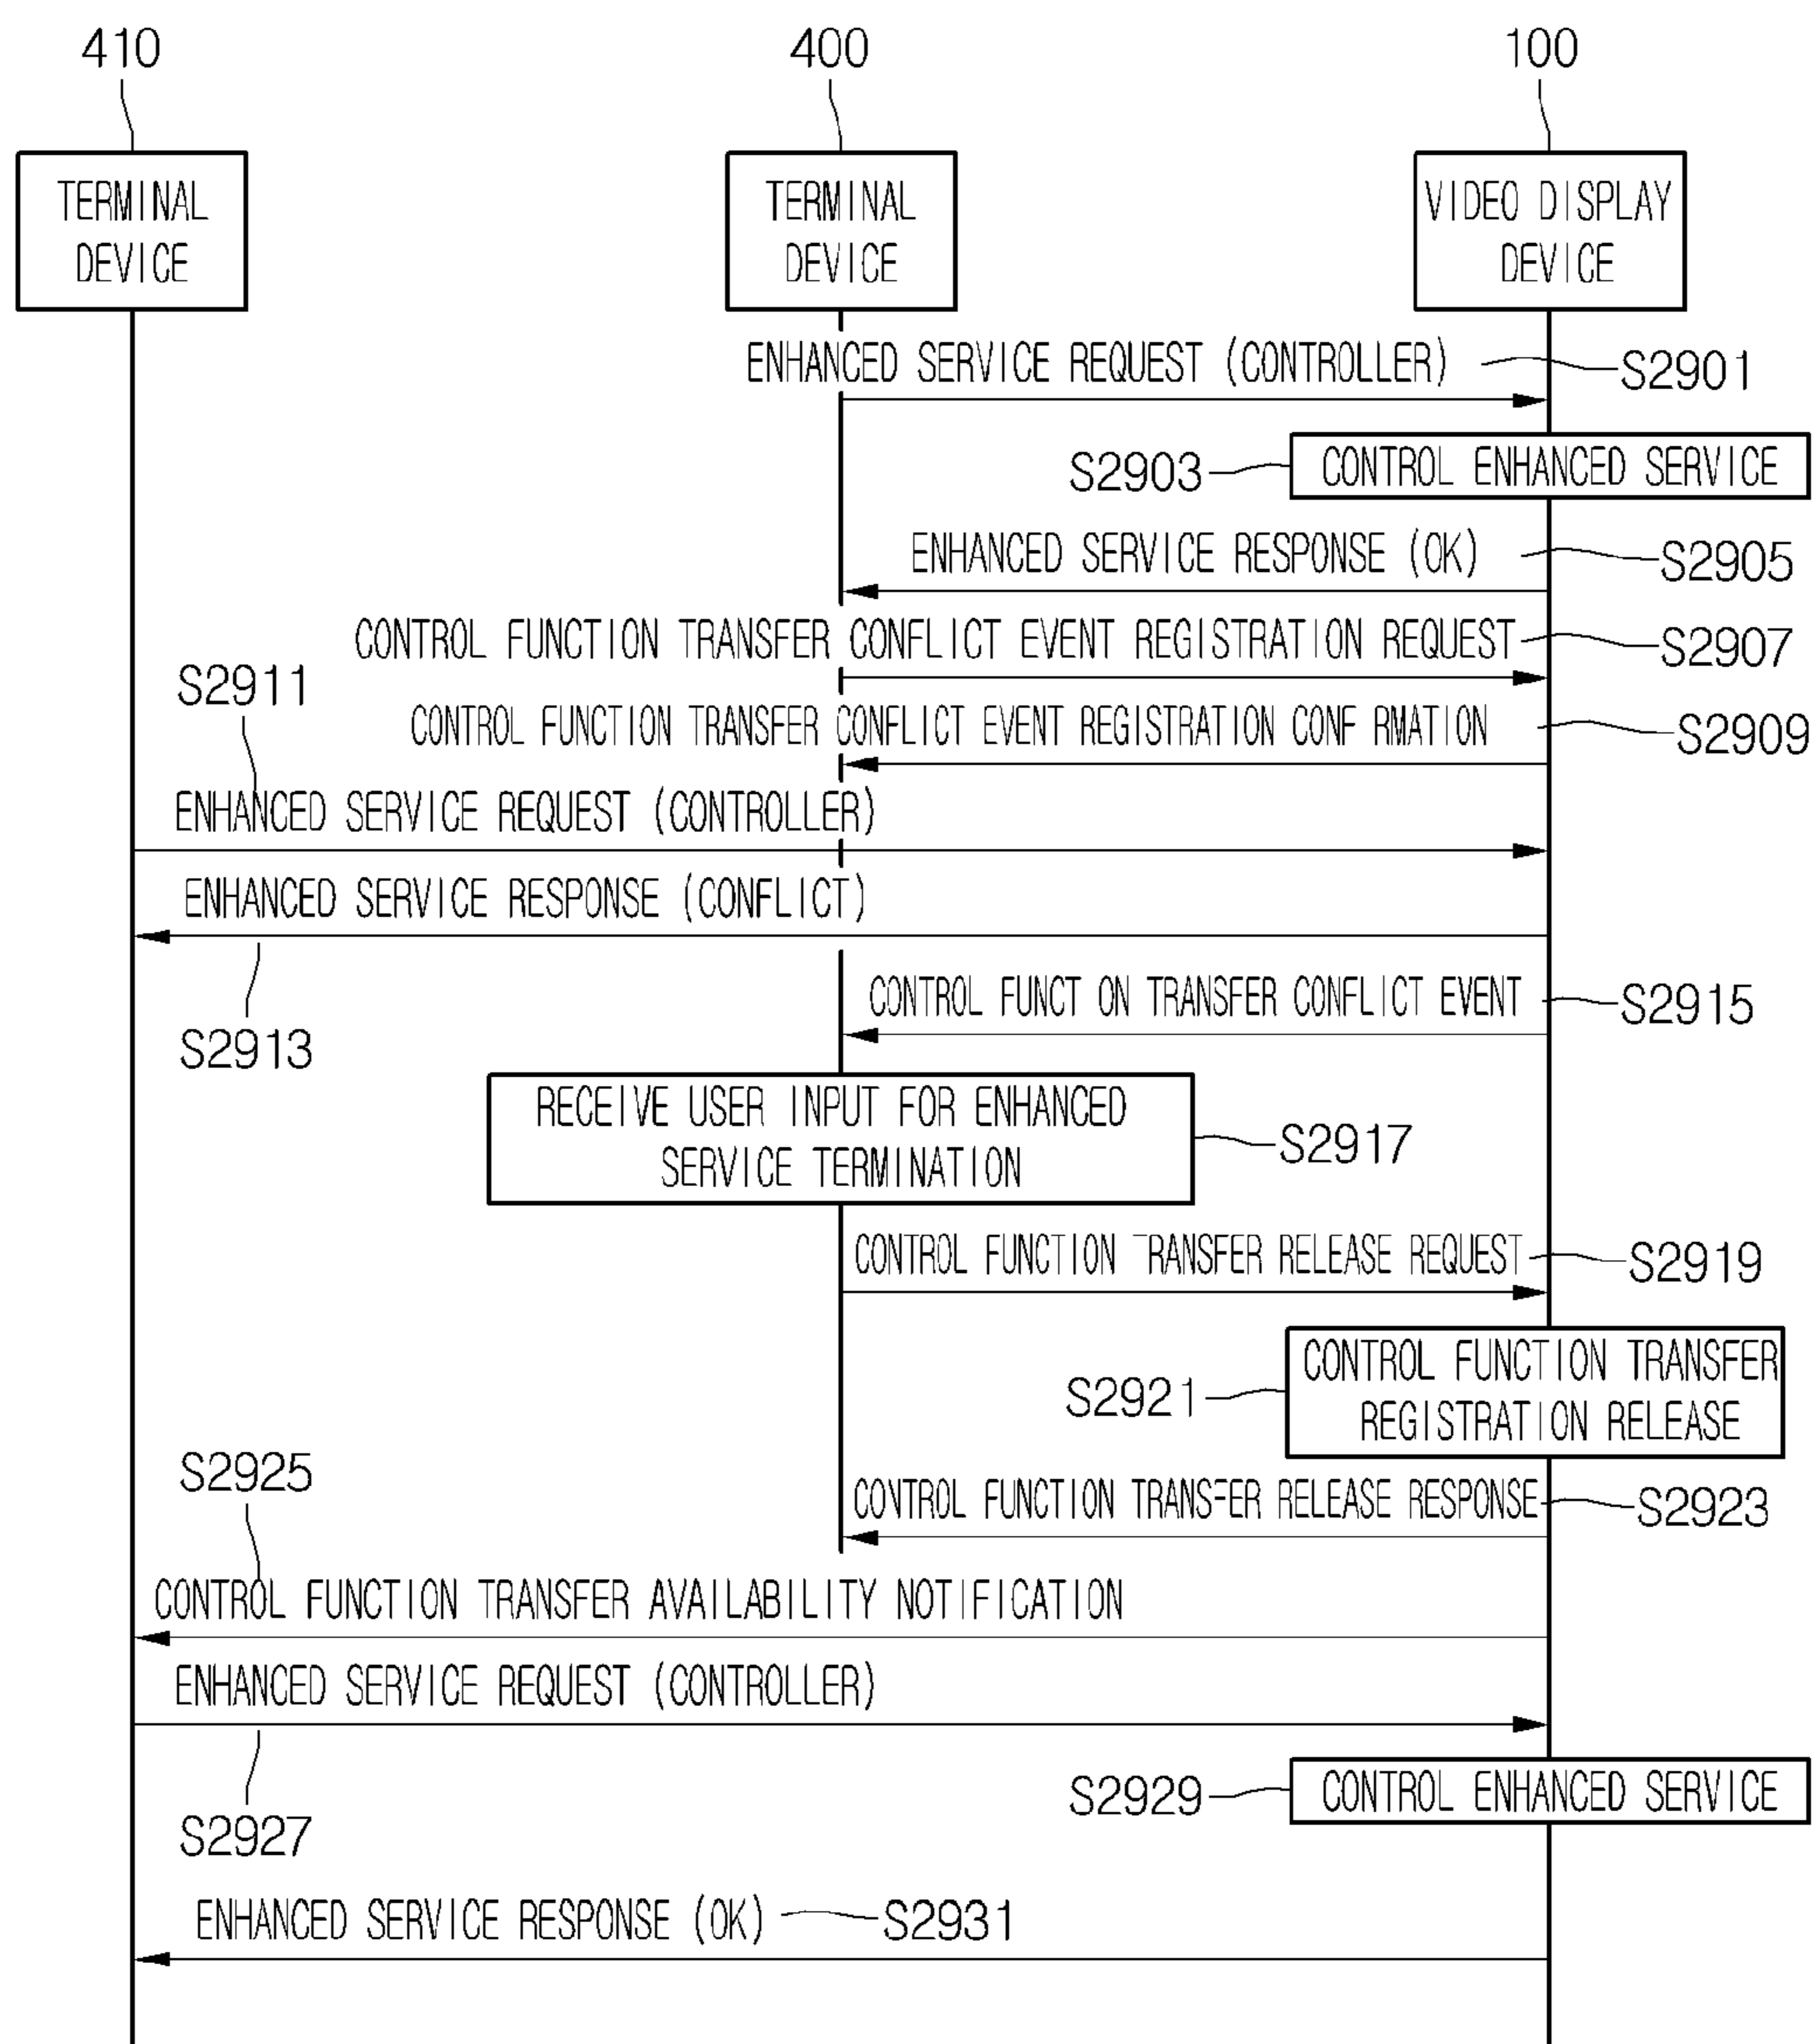 410
400
100
TERMINAL
DEVICE
TERMINAL
DEVICE
VIDEO DISPLAY
DEVICE
ENHANCED SERVICE REQUEST (CONTROLLER)
S2901
S2903
CONTROL ENHANCED SERVICE
ENHANCED SERVICE RESPONSE (OK)
S2905
CONTROL FUNCTION TRANSFER CONFLICT EVENT REGISTRATION REQUEST
S2907
S2911
CONTROL FUNCTION TRANSFER CONFLICT EVENT REGISTRATION CONF RMATION
S2909
ENHANCED SERVICE REQUEST (CONTROLLER)
ENHANCED SERVICE RESPONSE (CONFLICT)
CONTROL FUNCT ON TRANSFER CONFLICT EVENT
S2915
S2913
RECEIVE USER INPUT FOR ENHANCED
SERVICE TERMINATION
S2917
CONTROL FUNCTION TRANSFER RELEASE REQUEST
S2919
CONTROL FUNCTION TRANSFER
REGISTRATION RELEASE
S2921
S2925
CONTROL FUNCTION TRANSFER RELEASE RESPONSE
S2923
CONTROL FUNCTION TRANSFER AVAILABILITY NOTIFICATION
ENHANCED SERVICE REQUEST (CONTROLLER)
S2929
CONTROL ENHANCED SERVICE
S2927
ENHANCED SERVICE RESPONSE (OK)
S2931